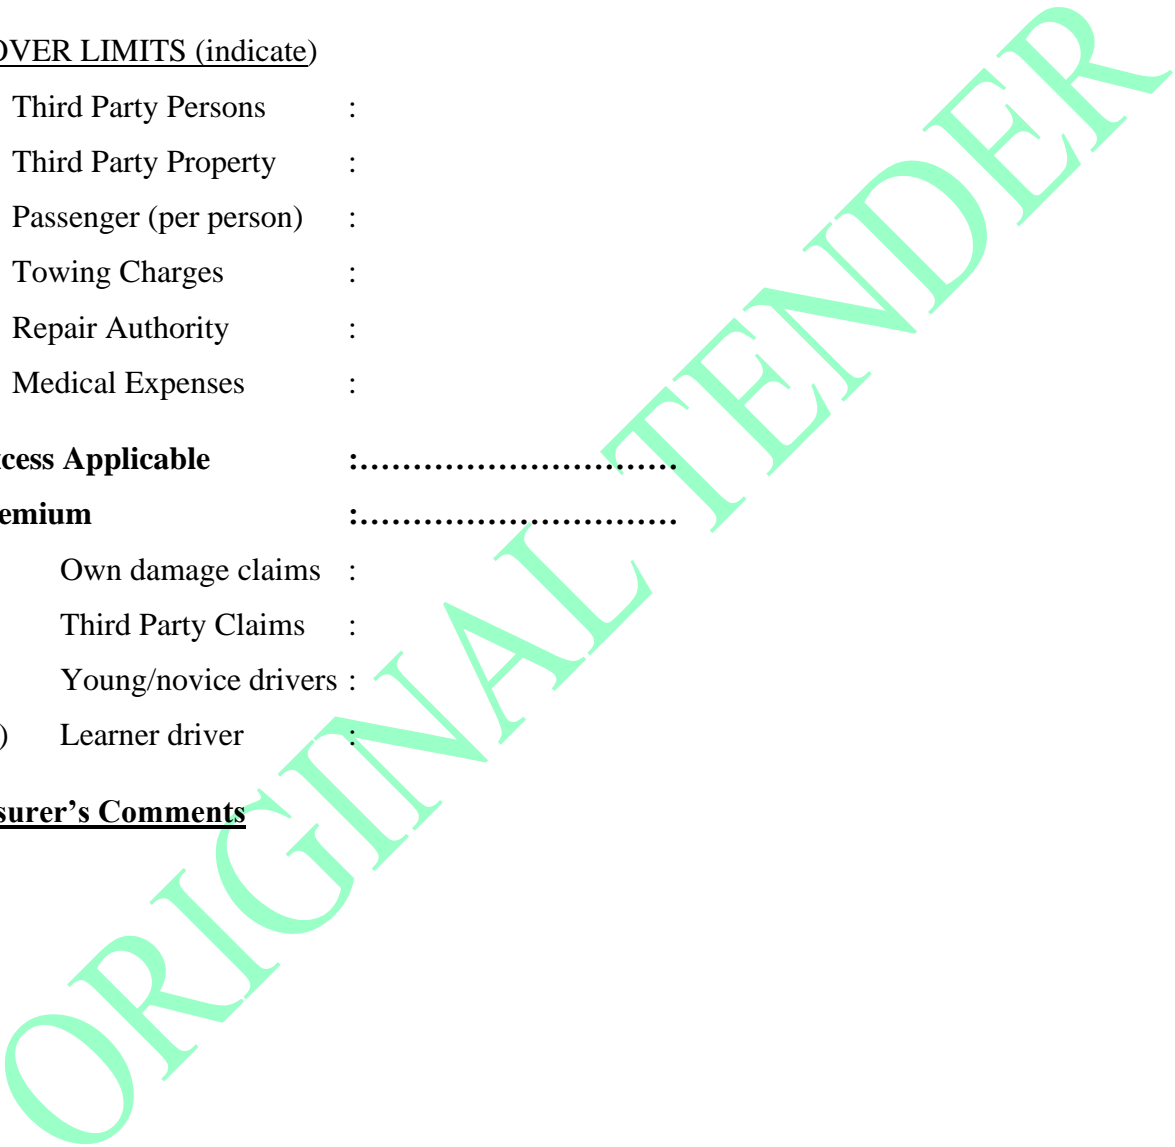 OVER LIMITS (indicate)
Third Party Persons :
Third Party Property :
Passenger (per person) :
Towing Charges :
Repair Authority :
Medical Expenses :
cess Applicable :…………………………
emium :…………………………
Own damage claims :
Third Party Claims :
Young/novice drivers :
) Learner driver :
surer’s Comments
ORIGINAL TENDER